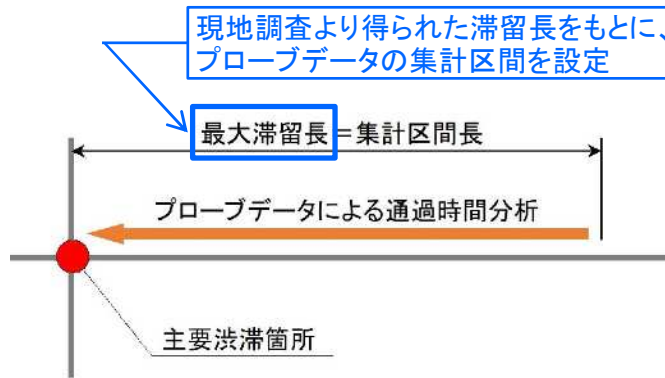 現地調査より得られた滞留長をもとに、
プローブデータの集計区間を設定
最大滞留長＝集計区間長
プローブデータによる通過時間分析
主要渋滞箇所